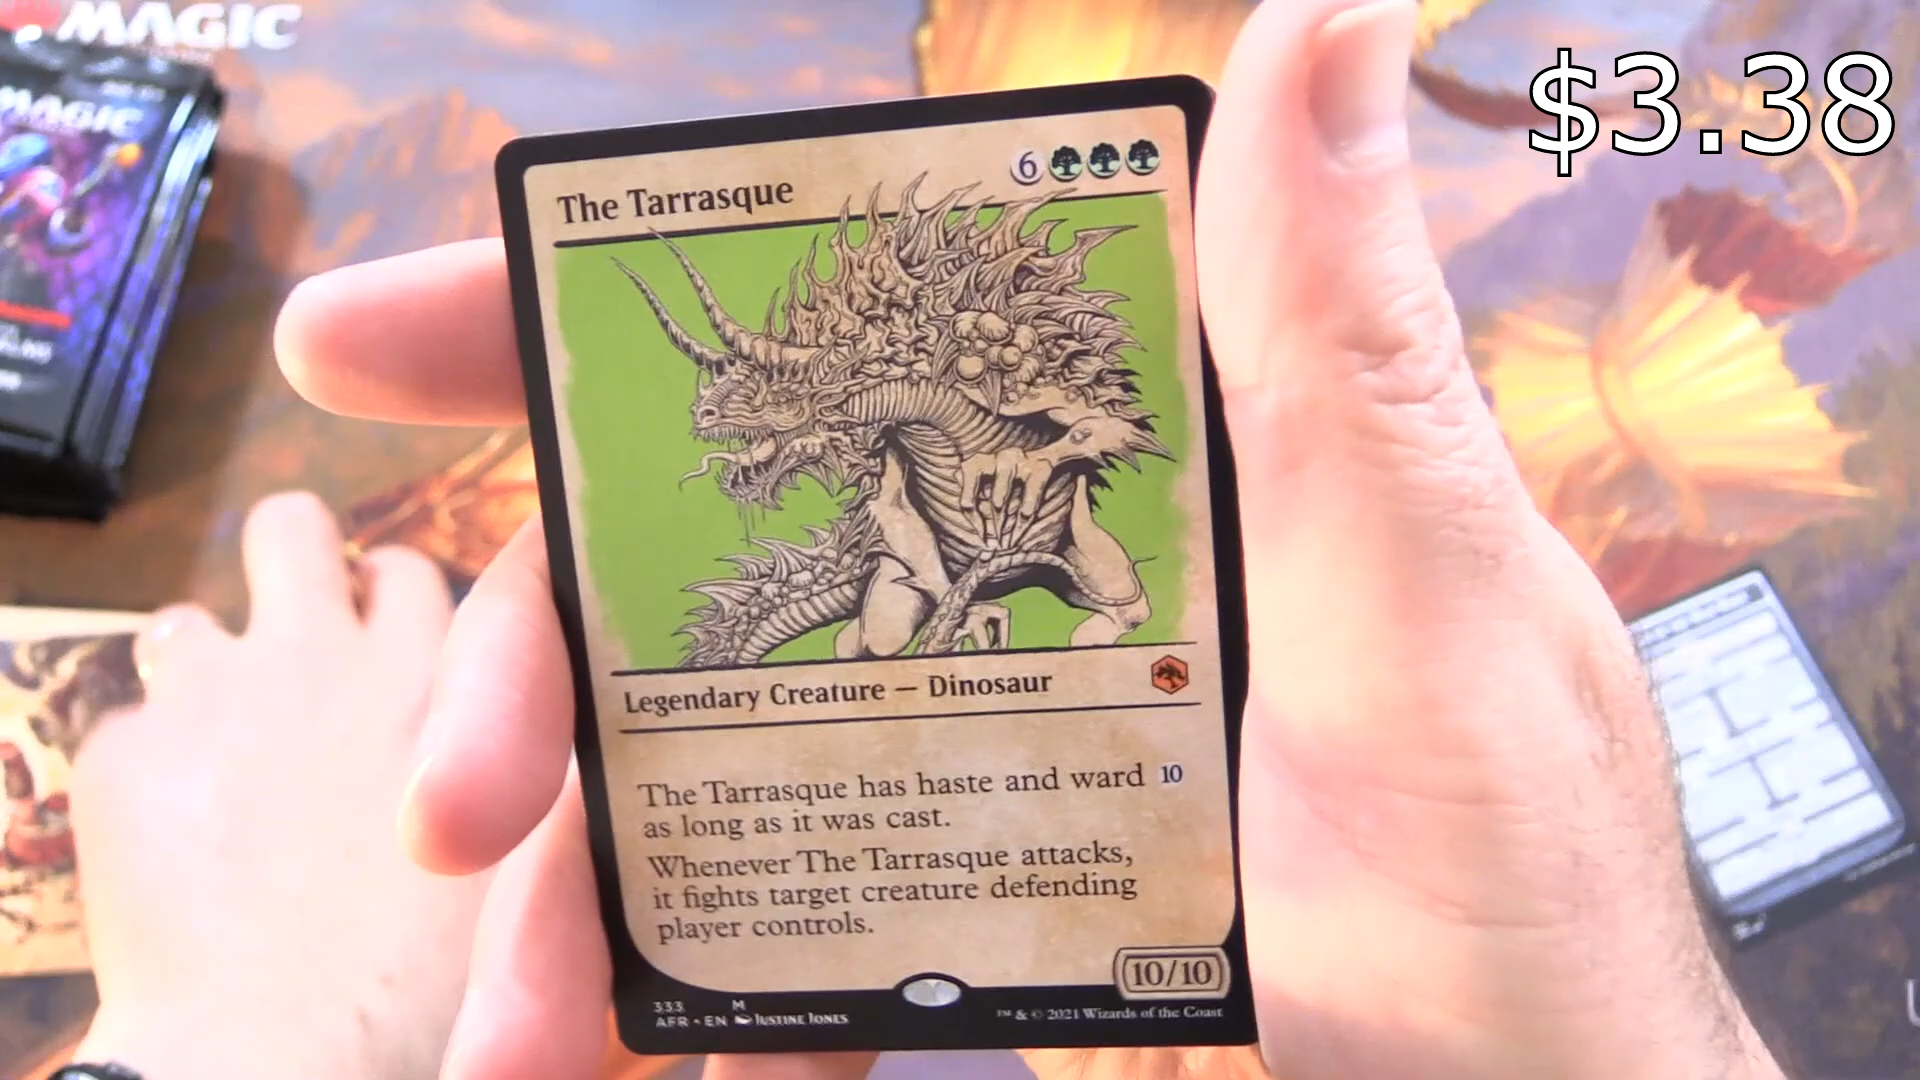 MAGIC
$3.38
MAGIC
The Tarrasque
6
Legendary Creature — Dinosaur
The Tarrasque has haste and ward 10
as long as it was cast.
Whenever The Tarrasque attacks,
it fights target creature defending
player controls.
10/10
333 M
AFR • EN JUSTINE JONES
™ & © 2021 Wizards of the Coast